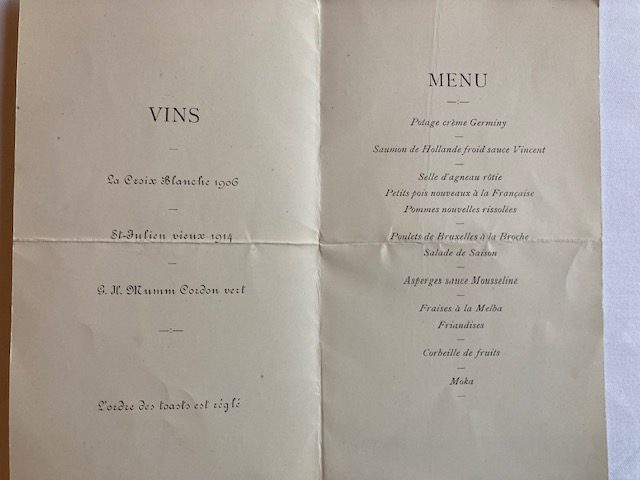 VINS
La Croix Blanche 1906
St-Julien vieux 1914
G. H. Mumm Cordon vert
L'ordre des toasts est réglé
MENU
Potage crème Germiny
Saumon de Hollande froid sauce Vincent
Selle d'agneau rôtie
Petits pois nouveaux à la Française
Pommes nouvelles rissolées
Poulets de Bruxelles à la Broche
Salade de Saison
Asperges sauce Mousseline
Fraises à la Melba
Friandises
Corbeille de fruits
Moka